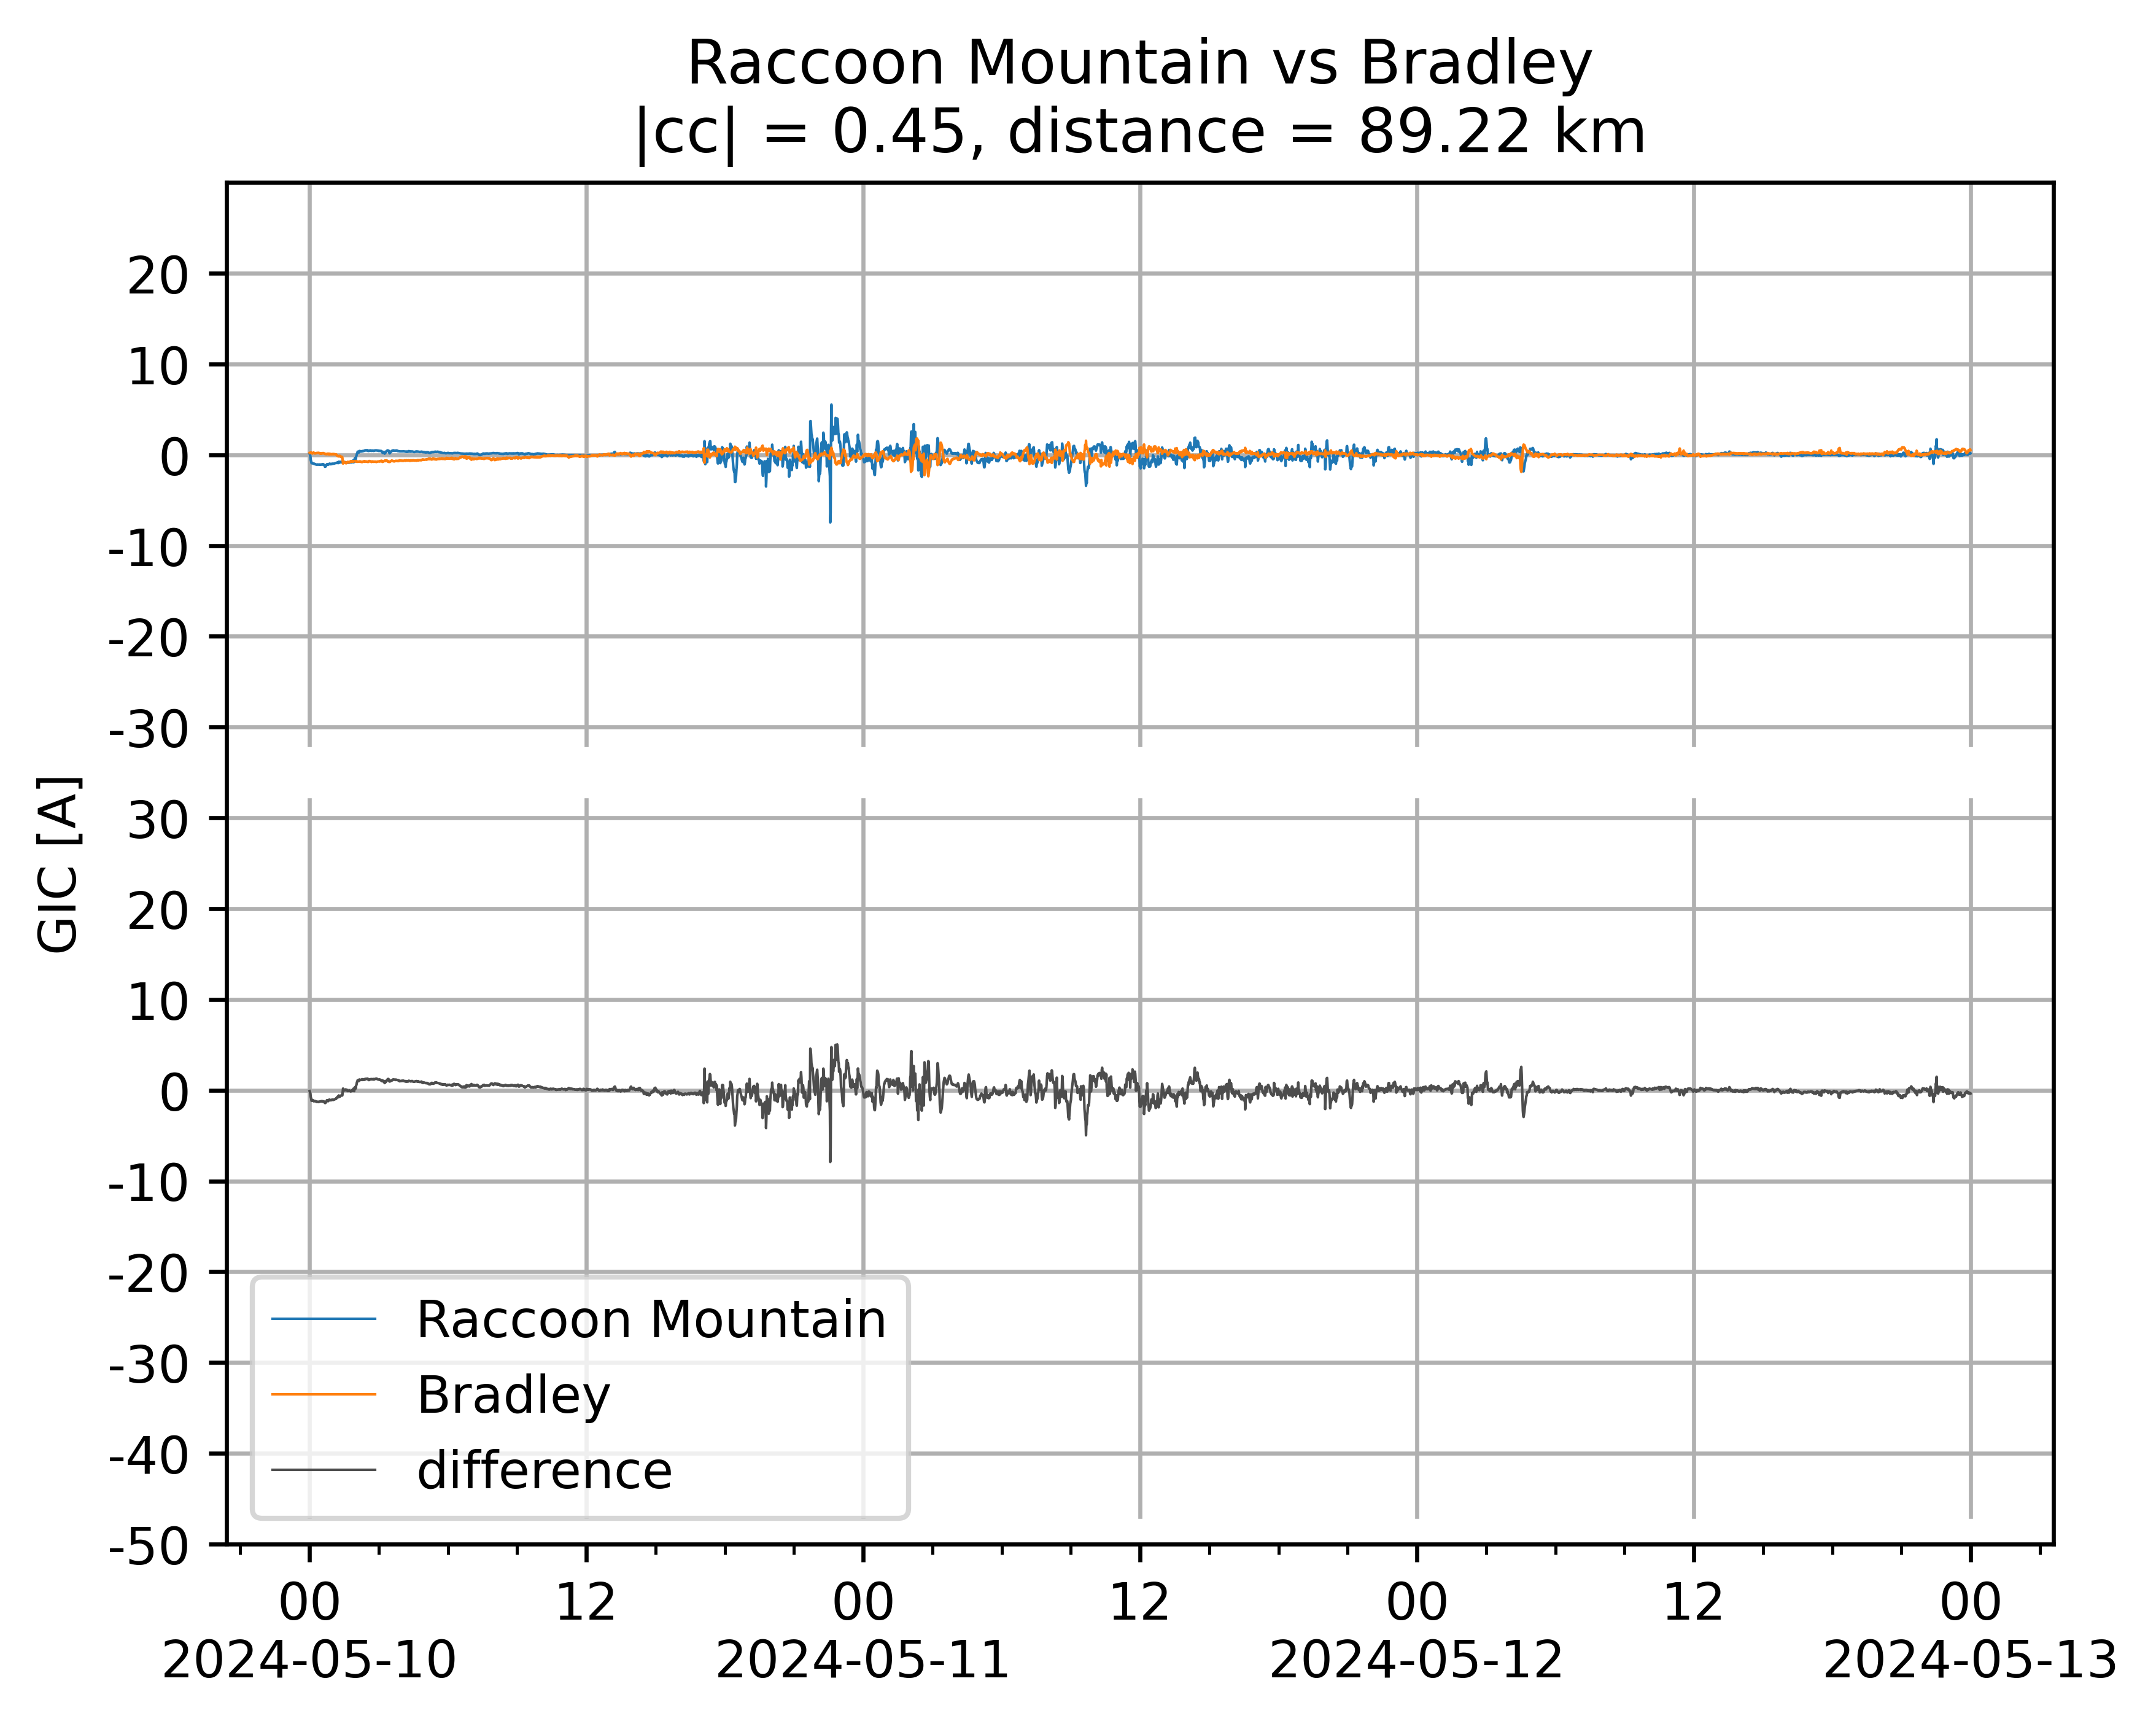 Raccoon Mountain vs Bradley
|cc| = 0.45, distance = 89.22 km
20
10
0
-10
-20
-30
30
20
10
0
-10
-20
-30
-40
-50
GIC [A]
Raccoon Mountain
Bradley
difference
00 12 00 12 00 12 00
2024-05-10 2024-05-11 2024-05-12 2024-05-13